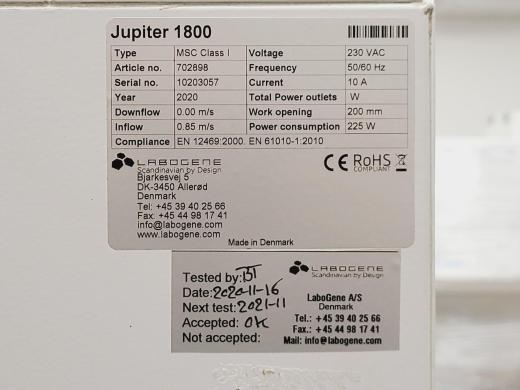 Jupiter 1800
Type MSC Class I Voltage 230 VAC
Article no. 702898 Frequency 50/60 Hz
Serial no. 10203057 Current 10 A
Year 2020 Total Power outlets W
Downflow 0.00 m/s Work opening 200 mm
Inflow 0.85 m/s Power consumption 225 W
Compliance EN 12469:2000. EN 61010-1:2010
LABOGENE
Scandinavian by Design
Bjarkesvej 5
DK-3450 Allerød
Denmark
Tel: +45 39 40 25 66
Fax: +45 44 98 17 41
info@labogene.com
www.labogene.com
CE RoHS
COMPLIANT
Made in Denmark
Tested by: BT
Date: 2020-11-16
Next test: 2021-11
Accepted: OK
Not accepted:
LABOGENE
Scandinavian by Design
LaboGene A/S
Denmark
Tel.: +45 39 40 25 66
Fax.: +45 44 98 17 41
Mail: info@labogene.com